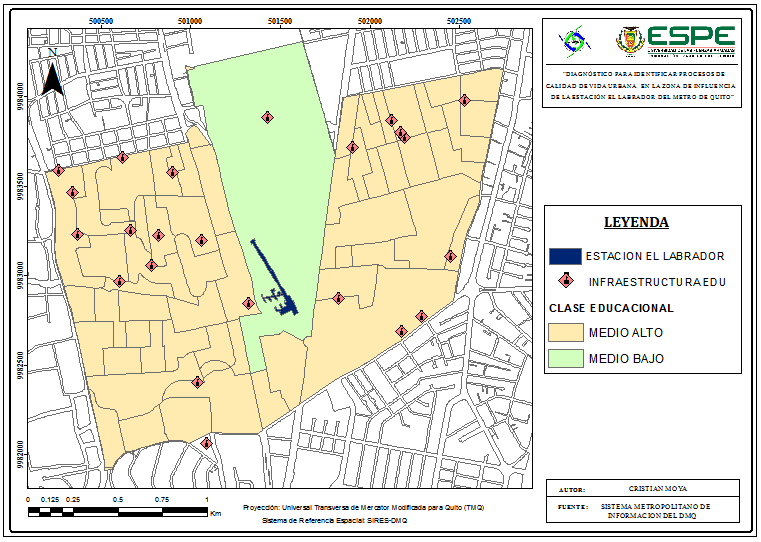 500500 501000 501500 502000 502500
N
9984000
9983500
9983000
9982500
9982000
ESPE
"DIAGNÓSTICO PARA IDENTIFICAR PROCESOS DE
CALIDAD DE VIDA URBANA EN LA ZONA DE INFLUENCIA
DE LA ESTACIÓN EL LABRADOR DEL METRO DE QUITO"
LEYENDA
ESTACION EL LABRADOR
INFRAESTRUCTURA EDU
CLASE EDUCACIONAL
MEDIO ALTO
MEDIO BAJO
0 0.125 0.25 0.5 0.75 1
Km
Proyección: Universal Transversa de Mercator Modificada para Quito (TMQ)
Sistema de Referencia Espacial: SIRES-DMQ
AUTOR: CRISTIAN MOYA
FUENTE: SISTEMA METROPOLITANO DE
INFORMACION DEL DMQ